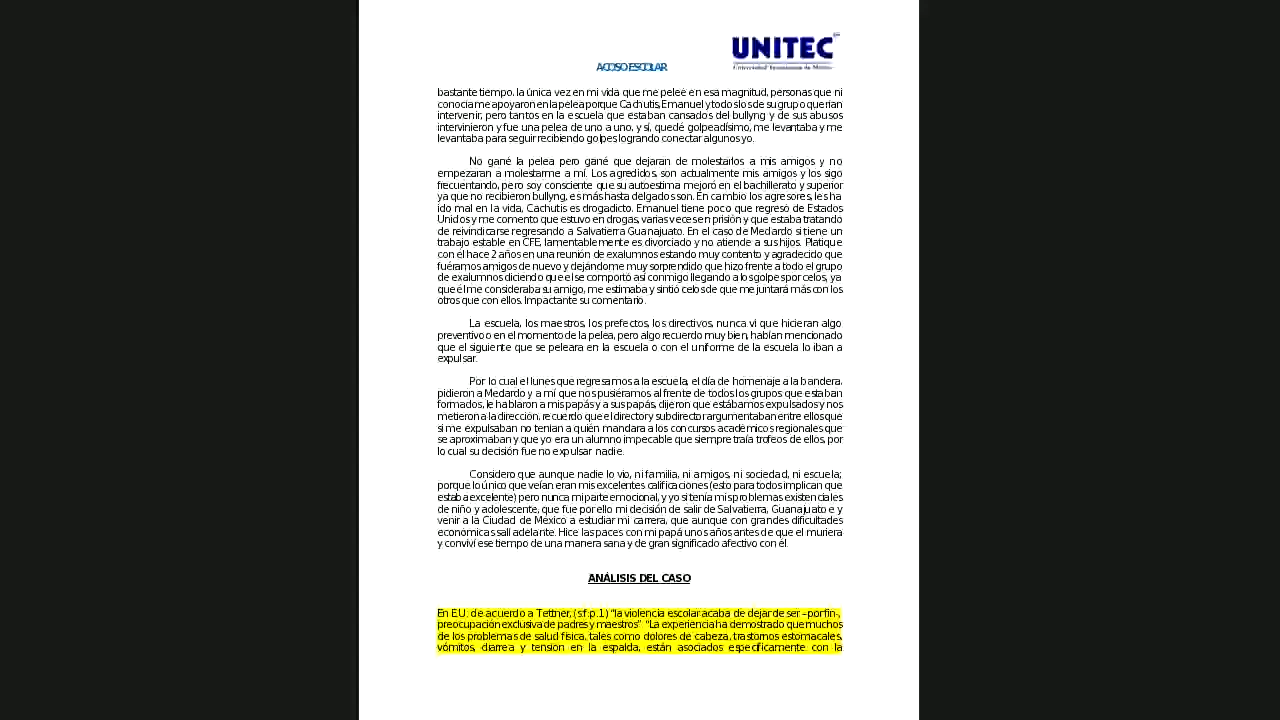 UNITEC
ACOSO ESCOLAR
bastante tiempo, la única vez en mi vida que me peleé en esa magnitud, personas que ni
conocía me apoyaron en la pelea porque Cachutis, Emanuel y todos los de su grupo querían
intervenir, pero tantos en la escuela que estaban cansados del bullyng y de sus abusos
intervinieron y fue una pelea de uno a uno, y si, quedé golpeadísimo, me levantaba y me
levantaba para seguir recibiendo golpes logrando conectar algunos yo.
No gané la pelea pero gané que dejaran de molestarlos a mis amigos y no
empezaran a molestarme a mí. Los agredidos, son actualmente mis amigos y los sigo
frecuentando, pero soy consciente que su autoestima mejoró en el bachillerato y superior
ya que no recibieron bullyng, es más hasta delgados son. En cambio los agresores, les ha
ido mal en la vida, Cachutis es drogadicto. Emanuel tiene poco que regresó de Estados
Unidos y me comento que estuvo en drogas, varias veces en prisión y que estaba tratando
de reivindicarse regresando a Salvatierra Guanajuato. En el caso de Medardo si tiene un
trabajo estable en CFE, lamentablemente es divorciado y no atiende a sus hijos. Platique
con él hace 2 años en una reunión de exalumnos estando muy contento y agradecido que
fuéramos amigos de nuevo y dejándome muy sorprendido que hizo frente a todo el grupo
de exalumnos diciendo que el se comportó así conmigo llegando a los golpes por celos, ya
que él me consideraba su amigo, me estimaba y sintió celos de que me juntará más con los
otros que con ellos. Impactante su comentario.
La escuela, los maestros, los prefectos, los directivos, nunca vi que hicieran algo
preventivo o en el momento de la pelea, pero algo recuerdo muy bien, habían mencionado
que el siguiente que se peleara en la escuela o con el uniforme de la escuela lo iban a
expulsar.
Por lo cual el lunes que regresamos a la escuela, el día de homenaje a la bandera,
pidieron a Medardo y a mí que nos pusiéramos al frente de todos los grupos que estaban
formados, le hablaron a mis papás y a sus papás, dijeron que estábamos expulsados y nos
metieron a la dirección, recuerdo que el director y subdirector argumentaban entre ellos que
si me expulsaban no tenían a quién mandar a a los concursos académicos regionales que
se aproximaban y que yo era un alumno impecable que siempre traía trofeos de ellos, por
lo cual su decisión fue no expulsar nadie.
Considero que aunque nadie lo vio, ni familia, ni amigos, ni sociedad, ni escuela;
porque lo único que veían eran mis excelentes calificaciones (esto para todos implican que
estaba excelente) pero nunca mi parte emocional, y yo si tenía mis problemas existenciales
de niño y adolescente, que fue por ello mi decisión de salir de Salvatierra, Guanajuato e y
venir a la Ciudad de México a estudiar mi carrera, que aunque con grandes dificultades
económicas salí adelante. Hice las paces con mi papá unos años antes de que el muriera
y conviví ese tiempo de una manera sana y de gran significado afectivo con él.
ANÁLISIS DEL CASO
En E.U. de acuerdo a Tettner, (s.f.p.1) "la violencia escolar acaba de dejar de ser –por fin-,
preocupación exclusiva de padres y maestros" "La experiencia ha demostrado que muchos
de los problemas de salud física, tales como dolores de cabeza, trastornos estomacales,
vómitos, diarrea y tensión en la espalda, están asociados específicamente con la